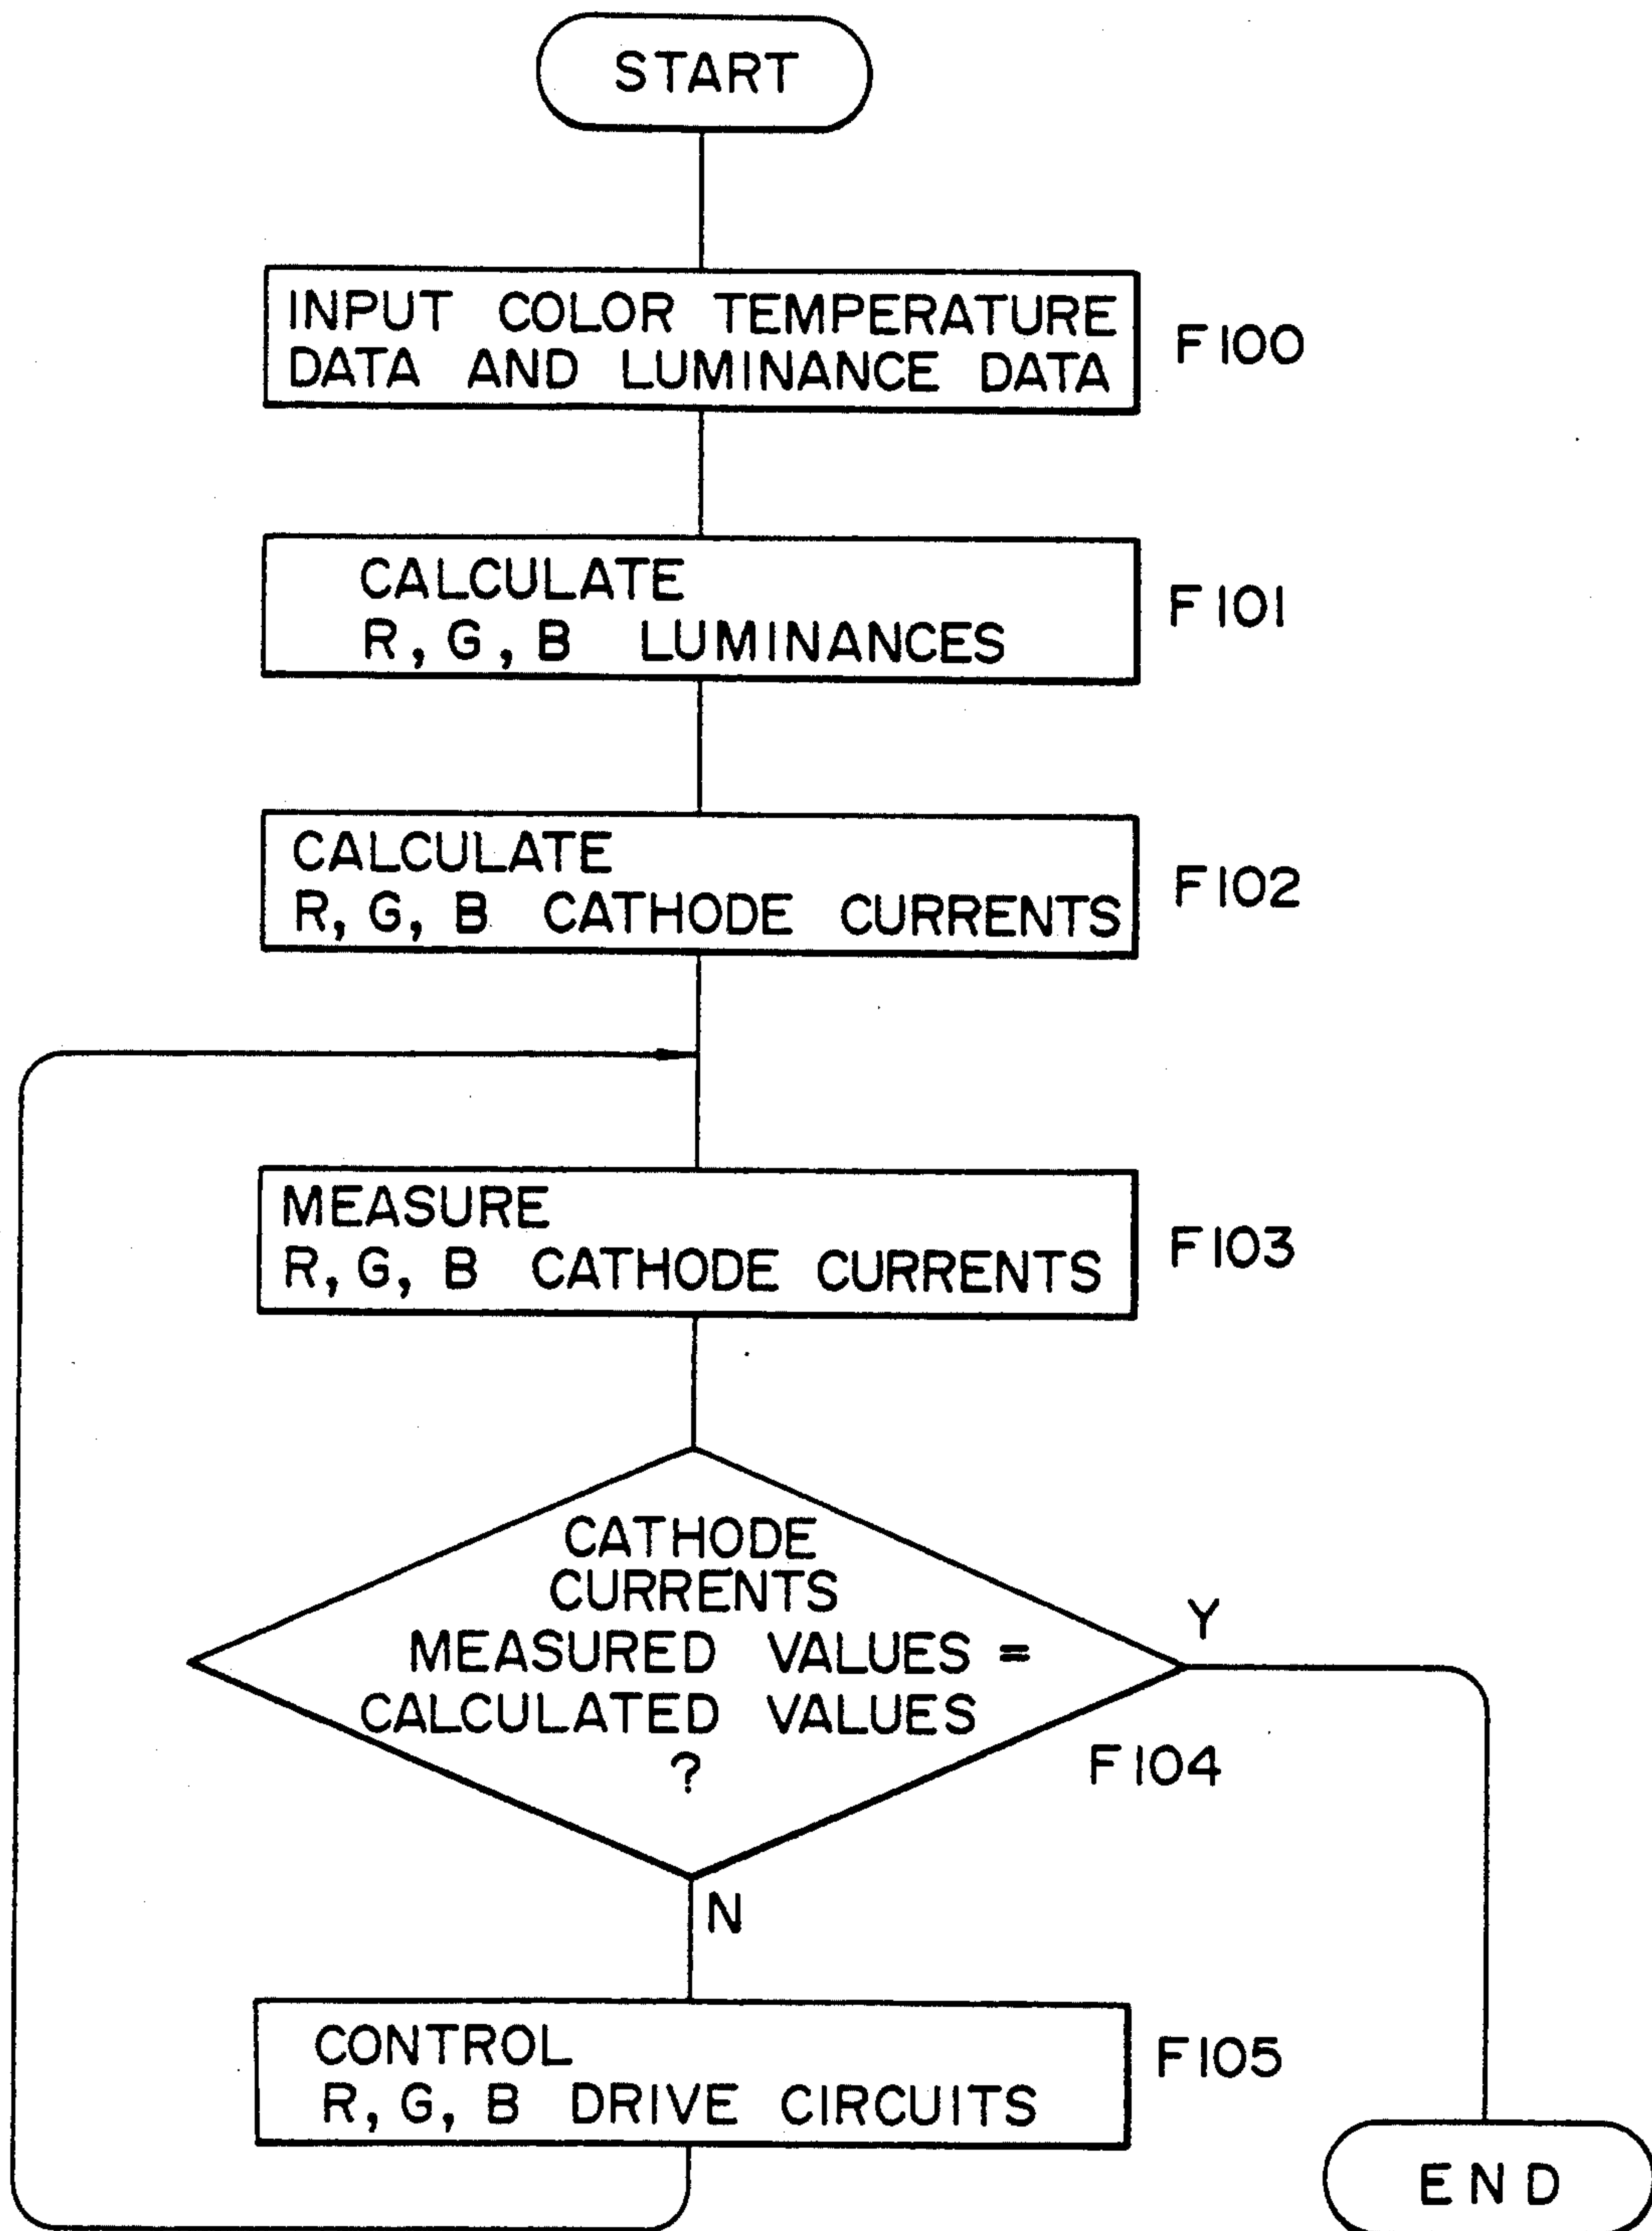 START
INPUT COLOR TEMPERATURE
DATA AND LUMINANCE DATA
F100
CALCULATE
R, G, B LUMINANCES
F101
CALCULATE
R, G, B CATHODE CURRENTS
F102
MEASURE
R, G, B CATHODE CURRENTS
F103
CATHODE
CURRENTS
MEASURED VALUES =
CALCULATED VALUES
?
Y
F104
N
CONTROL
R, G, B DRIVE CIRCUITS
F105
END